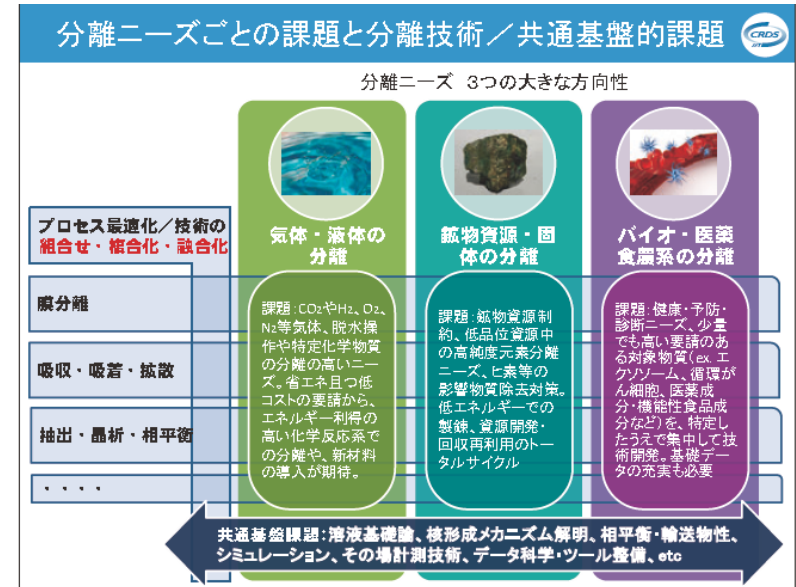 分離ニーズごとの課題と分離技術／共通基盤的課題
CRDS
分離ニーズ 3つの大きな方向性
プロセス最適化／技術の
組合せ・複合化・融合化
膜分離
吸収・吸着・拡散
抽出・晶析・相平衡
・・・・
気体・液体の
分離
課題：CO2やH2、O2、
N2等気体、脱水操
作や特定化学物質
の分離の高いニー
ズ。省エネ且つ低
コストの要請から、
エネルギー利得の
高い化学反応系で
の分離や、新材料
の導入が期待。
鉱物資源・固
体の分離
課題：鉱物資源制
約、低品位資源中
の高純度元素分離
ニーズ、ヒ素等の
影響物質除去対策。
低エネルギーでの
製錬、資源開発・
回収再利用のトー
タルサイクル
バイオ・医薬
食農系の分離
課題：健康・予防・
診断ニーズ、少量
でも高い要請のあ
る対象物質(ex. エ
クソソーム、循環が
ん細胞、医薬成
分・機能性食品成
分など)を、特定し
たうえで集中して技
術開発。基礎デー
タの充実も必要
共通基盤課題：溶液基礎論、核形成メカニズム解明、相平衡・輸送物性、
シミュレーション、その場計測技術、データ科学・ツール整備、etc